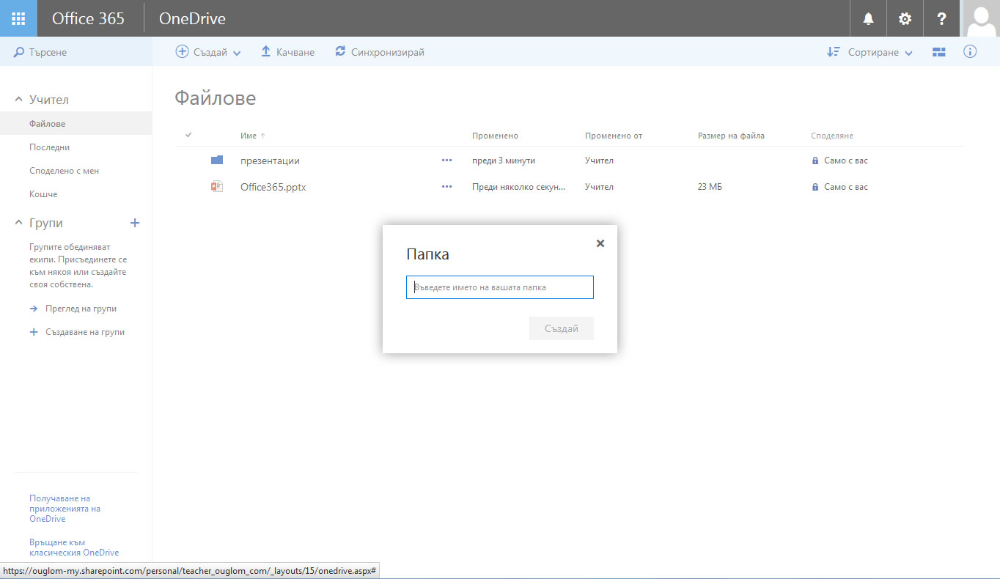 Office 365 OneDrive ?
Търсене Създай Качване Синхронизирай Сортиране
Учител
Файлове
Последни
Споделено с мен
Кошче
Групи
Групите обединяват
екипи. Присъединете се
към някоя или създайте
своя собствена.
Преглед на групи
Създаване на групи
Получаване на
приложенията на
OneDrive
Връщане към
класическия OneDrive
Файлове
Име Променено Променено от Размер на файла Споделяне
презентации ... преди 3 минути Учител Само с вас
Office365.pptx ... Преди няколко секун... Учител 23 МБ Само с вас
Папка
Въведете името на вашата папка
Създай
https://ouglom-my.sharepoint.com/personal/teacher_ouglom_com/_layouts/15/onedrive.aspx#